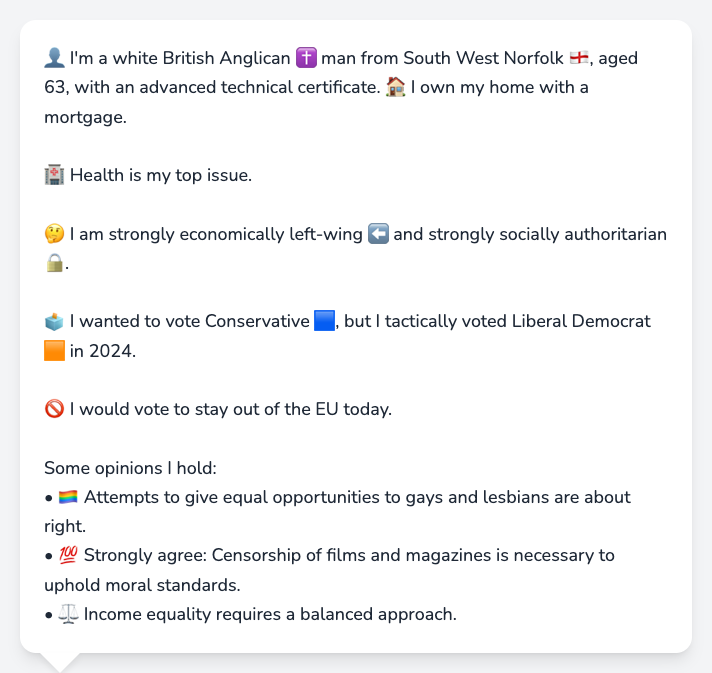 👤 I'm a white British Anglican ✝️ man from South West Norfolk 🏴󠁧󠁢󠁥󠁮󠁧󠁿, aged
63, with an advanced technical certificate. 🏠 I own my home with a
mortgage.
🏥 Health is my top issue.
🤔 I am strongly economically left-wing ⬅️ and strongly socially authoritarian
🔒.
🗳️ I wanted to vote Conservative 🟦, but I tactically voted Liberal Democrat
🟧 in 2024.
🚫 I would vote to stay out of the EU today.
Some opinions I hold:
• 🏳️‍🌈 Attempts to give equal opportunities to gays and lesbians are about
right.
• 💯 Strongly agree: Censorship of films and magazines is necessary to
uphold moral standards.
• ⚖️ Income equality requires a balanced approach.